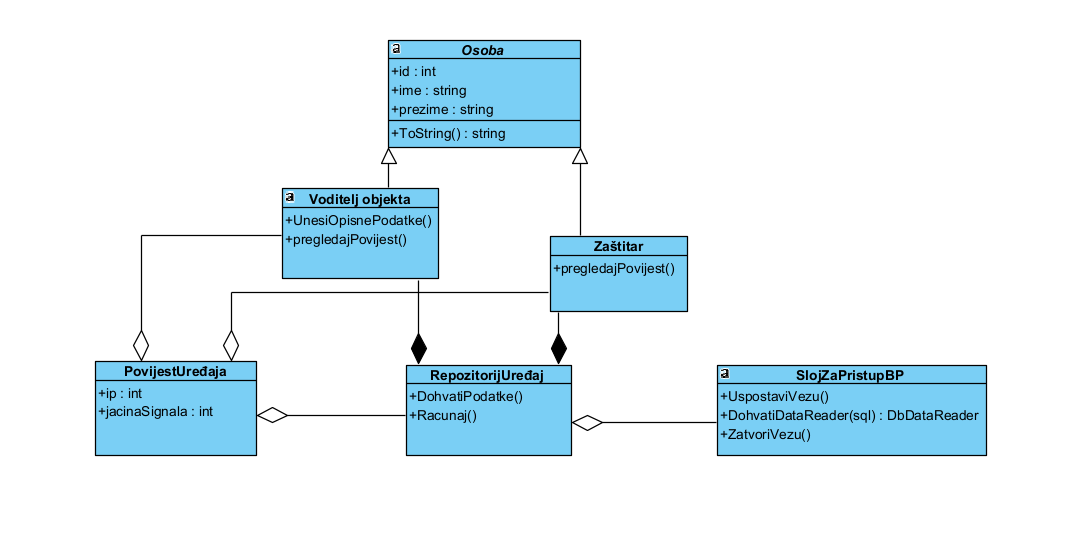 a
Osoba
+id : int
+ime : string
+prezime : string
+ToString() : string
a
Voditelj objekta
+UnesiOpisnePodatke()
+pregledajPovijest()
Zaštitar
+pregledajPovijest()
PovijestUređaja
+ip : int
+jacinaSignala : int
RepozitorijUređaj
+DohvatiPodatke()
+Racunaj()
a
SlojZaPristupBP
+UspostaviVezu()
+DohvatiDataReader(sql) : DbDataReader
+ZatvoriVezu()